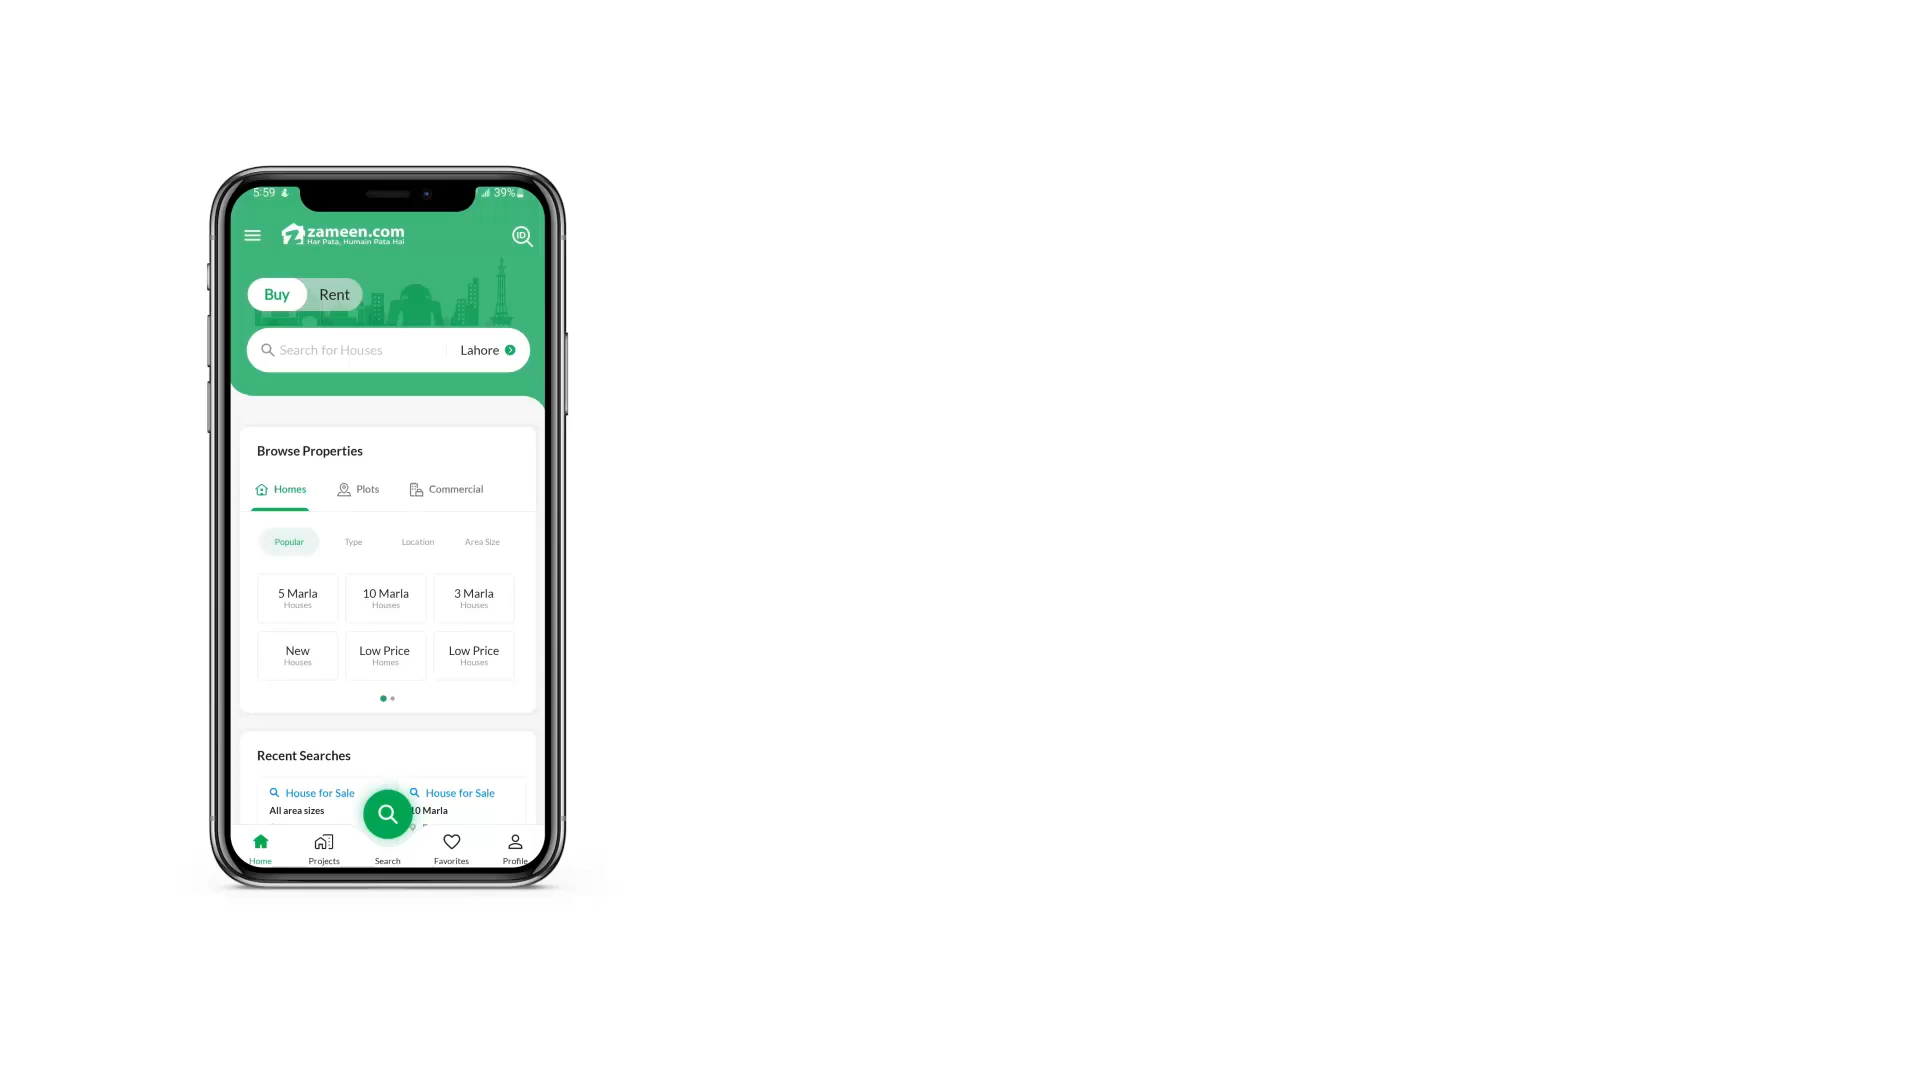 5:59 39%
zameen.com
Har Pata, Humain Pata Hai
ID
Buy Rent
Search for Houses Lahore
Browse Properties
Homes Plots Commercial
Popular Type Location Area Size
5 Marla 10 Marla 3 Marla
Houses Houses Houses
New Low Price Low Price
Houses Homes Houses
Recent Searches
House for Sale House for Sale
All area sizes 10 Marla
Home Projects Search Favorites Profile